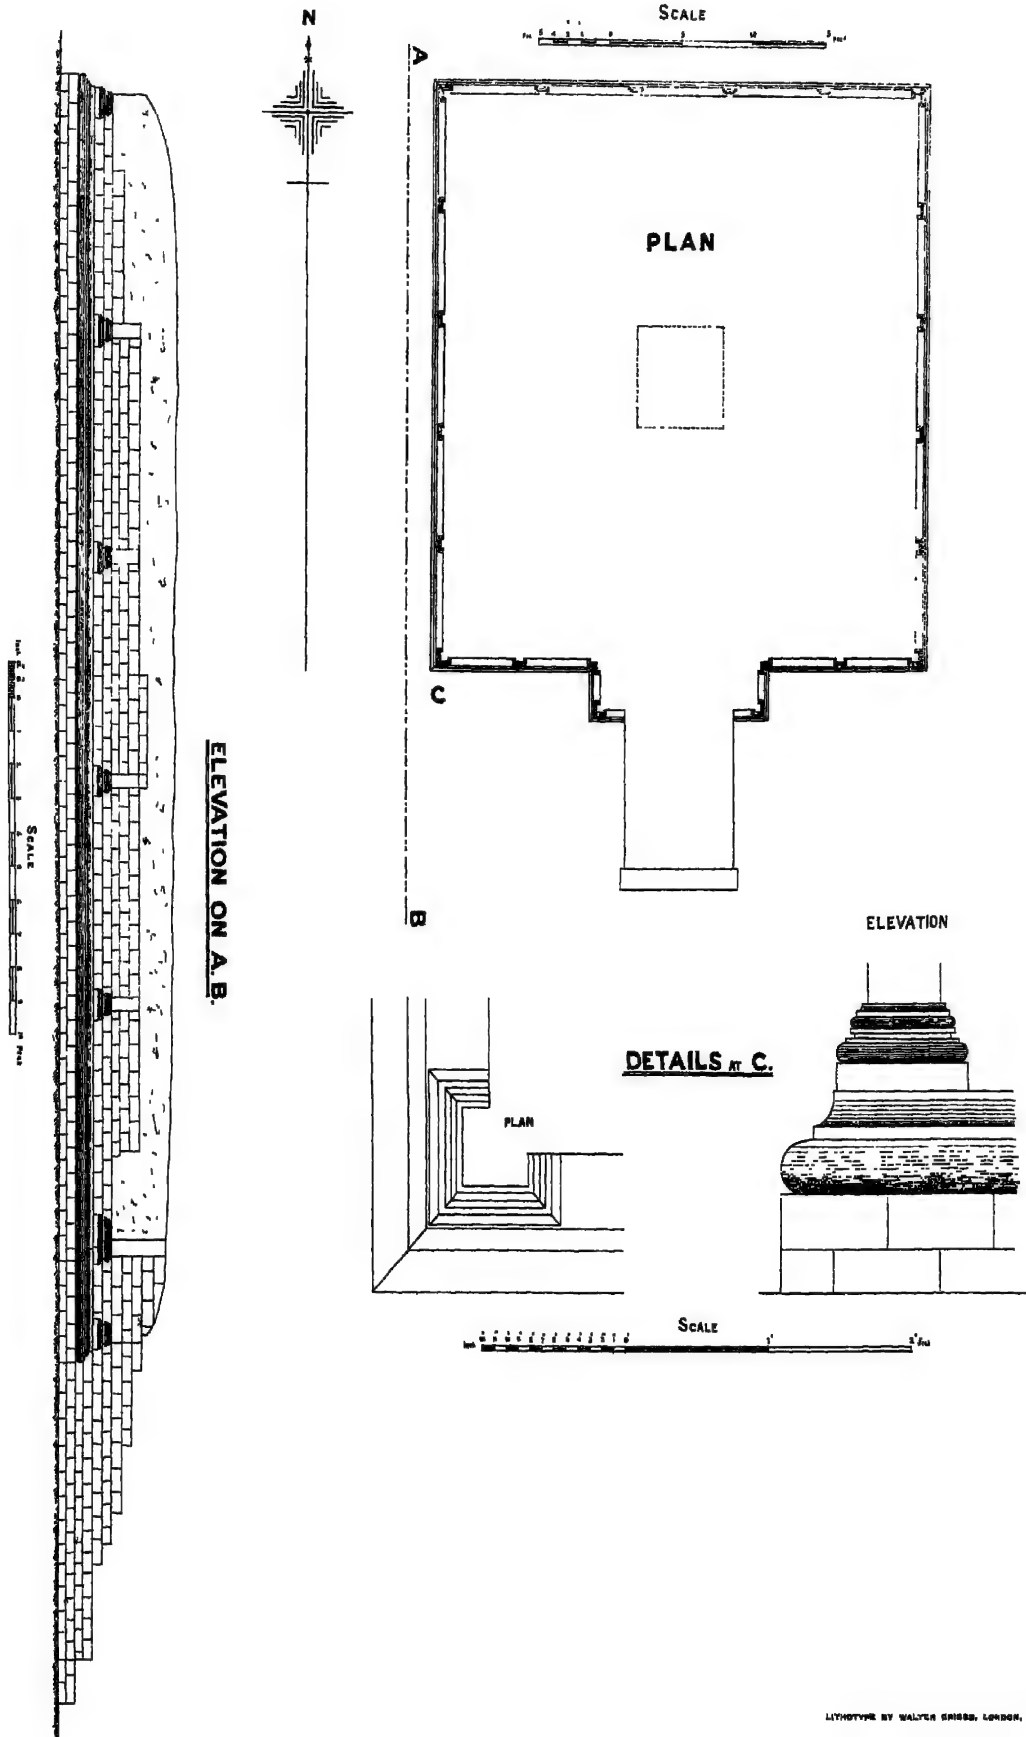 SCALE
N
A
PLAN
C
B
ELEVATION ON A.B.
SCALE
ELEVATION
DETAILS AT C.
PLAN
SCALE
LITHOTYPE BY WALTER GRIGGS, LONDON.